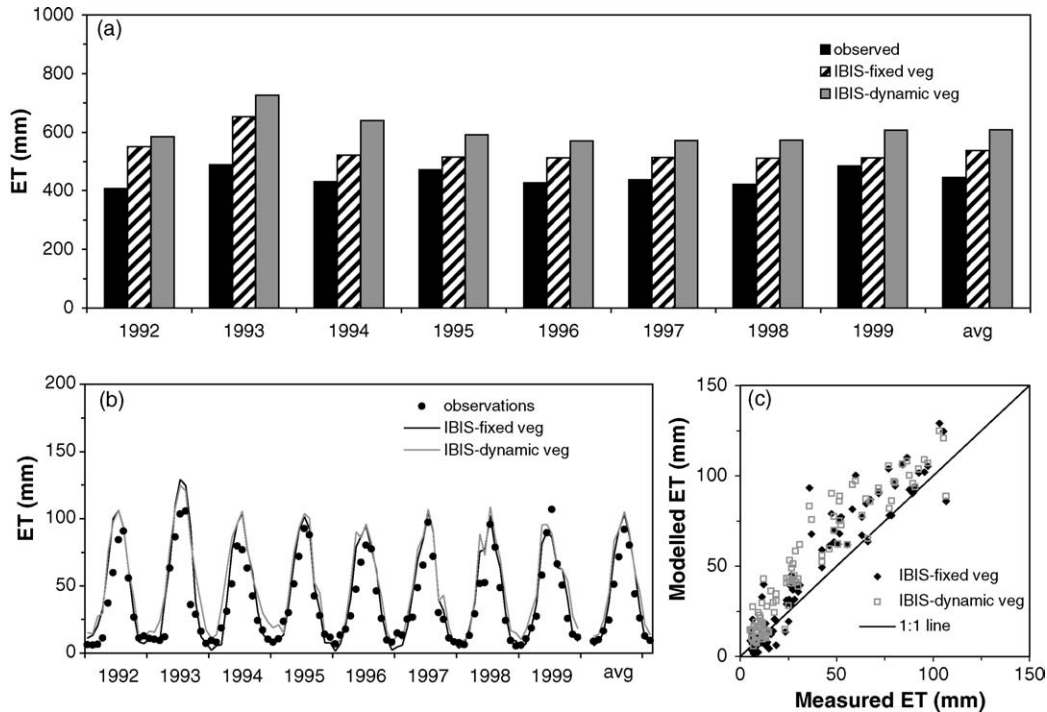 (a)
1000
800
600
400
200
0
ET (mm)
observed
IBIS-fixed veg
IBIS-dynamic veg
1992 1993 1994 1995 1996 1997 1998 1999 avg
(b)
200
150
100
50
0
ET (mm)
observations
IBIS-fixed veg
IBIS-dynamic veg
1992 1993 1994 1995 1996 1997 1998 1999 avg
(c)
150
100
50
0
Modelled ET (mm)
IBIS-fixed veg
IBIS-dynamic veg
1:1 line
0 50 100 150
Measured ET (mm)